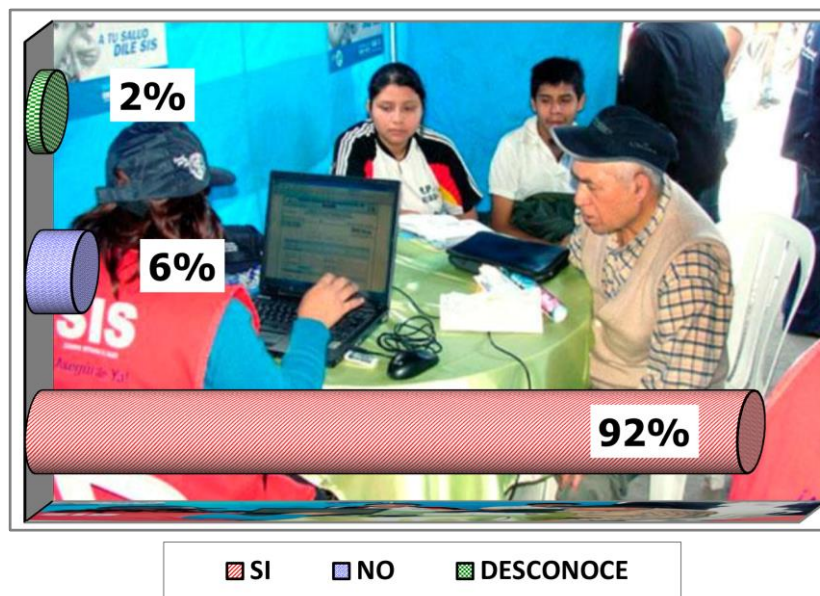 A TU SALUD
DILE SIS
2%
6%
SIS
92%
SI
NO
DESCONOCE